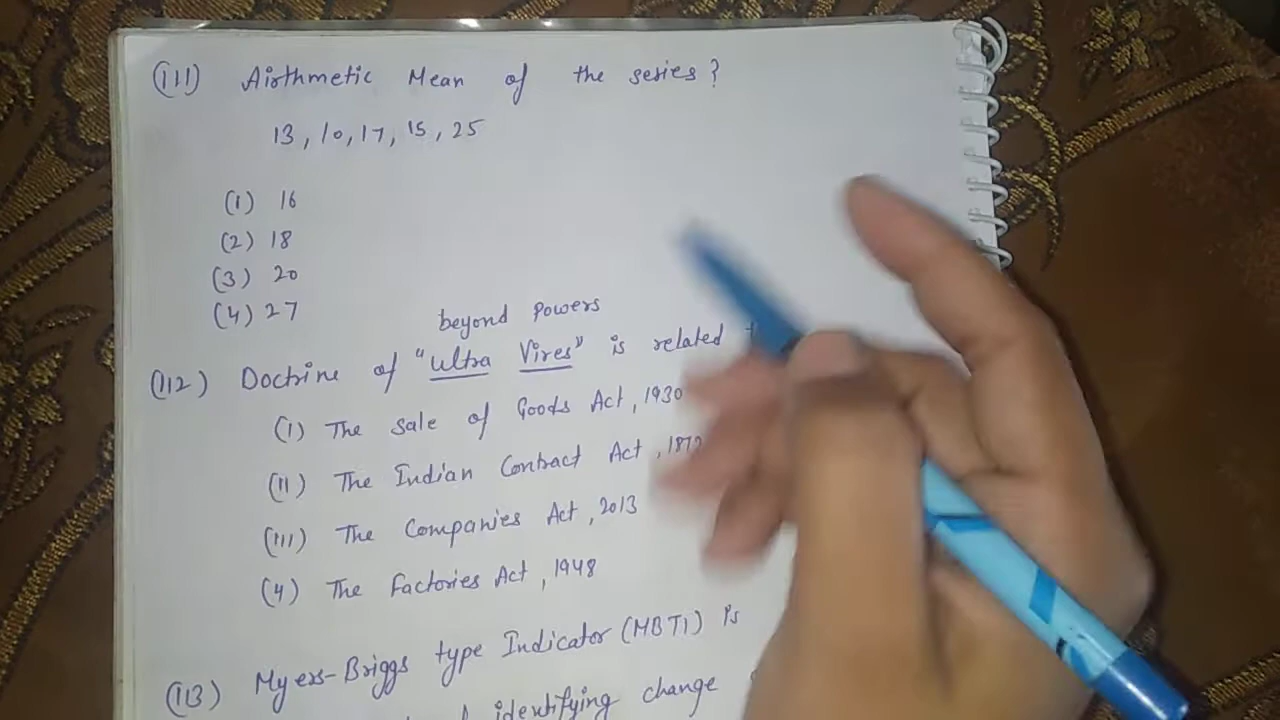 (111) Airthmetic Mean of the series?
13, 10, 17, 15, 25
(1) 16
(2) 18
(3) 20
(4) 27
beyond Powers
(112) Doctrine of "Ultra Vires" is related
(1) The Sale of Goods Act, 1930
(11) The Indian Contract Act, 1872
(111) The Companies Act, 2013
(4) The Factories Act, 1948
(113) Myers-Briggs type Indicator (MBTI) is
identifying change